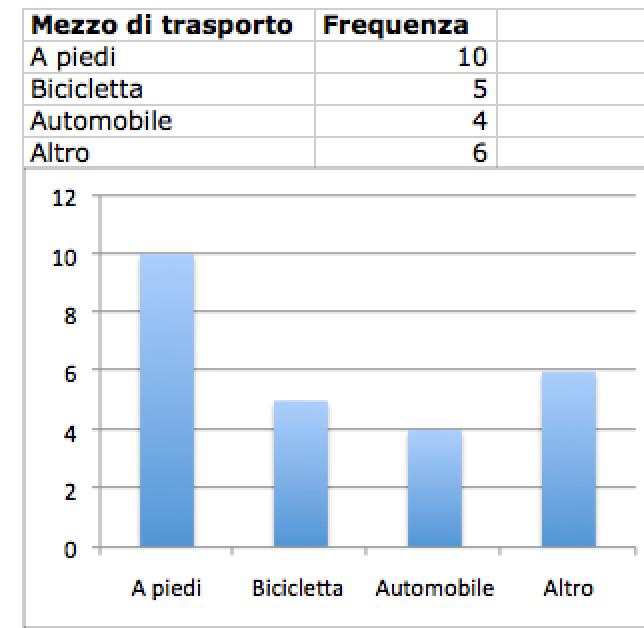 Mezzo di trasporto Frequenza
A piedi 10
Bicicletta 5
Automobile 4
Altro 6
12
10
8
6
4
2
0
A piedi Bicicletta Automobile Altro